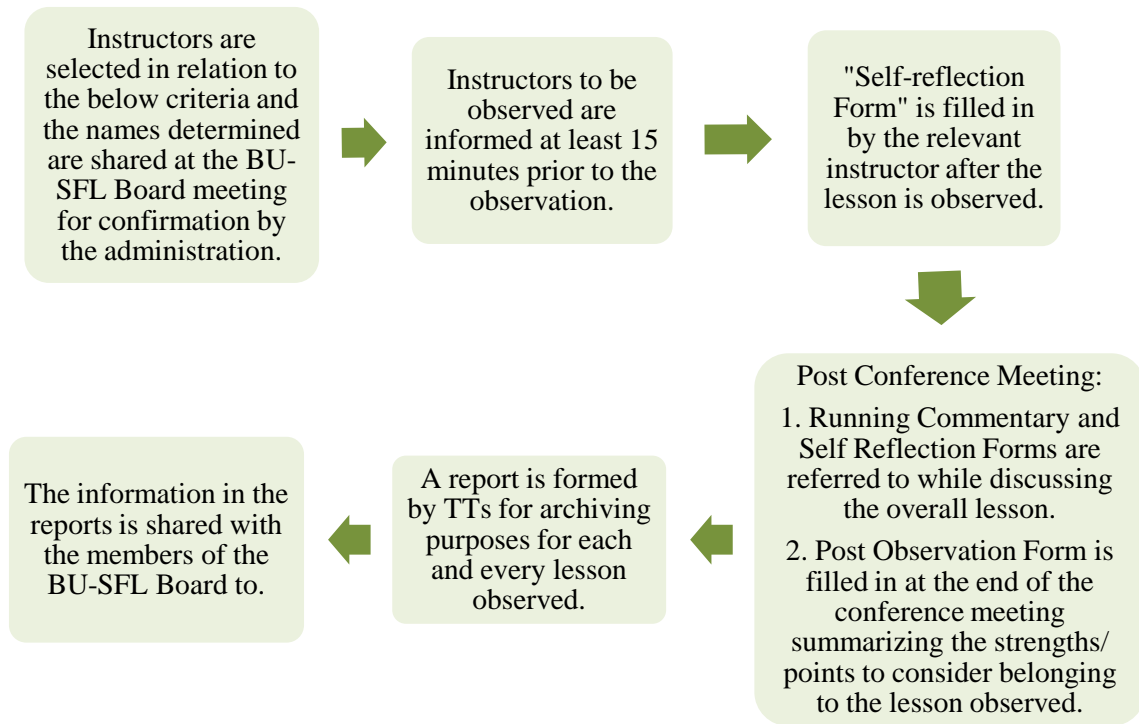 Instructors are
selected in relation to
the below criteria and
the names determined
are shared at the BU-
SFL Board meeting
for confirmation by
the administration.
Instructors to be
observed are
informed at least 15
minutes prior to the
observation.
"Self-reflection
Form" is filled in
by the relevant
instructor after the
lesson is observed.
Post Conference Meeting:
1. Running Commentary and
Self Reflection Forms are
referred to while discussing
the overall lesson.
2. Post Observation Form is
filled in at the end of the
conference meeting
summarizing the strengths/
points to consider belonging
to the lesson observed.
A report is formed
by TTs for archiving
purposes for each
and every lesson
observed.
The information in the
reports is shared with
the members of the
BU-SFL Board to.